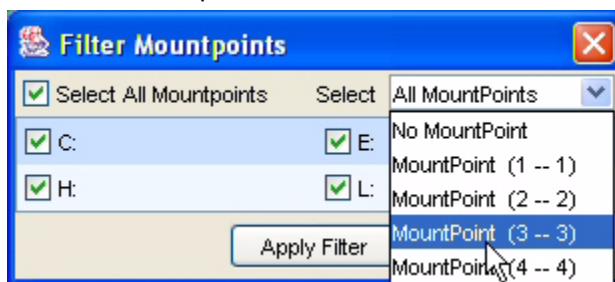 Filter Mountpoints
Select All Mountpoints Select All MountPoints
C: E:
H: L:
No MountPoint
MountPoint (1 -- 1)
MountPoint (2 -- 2)
MountPoint (3 -- 3)
MountPoint (4 -- 4)
Apply Filter